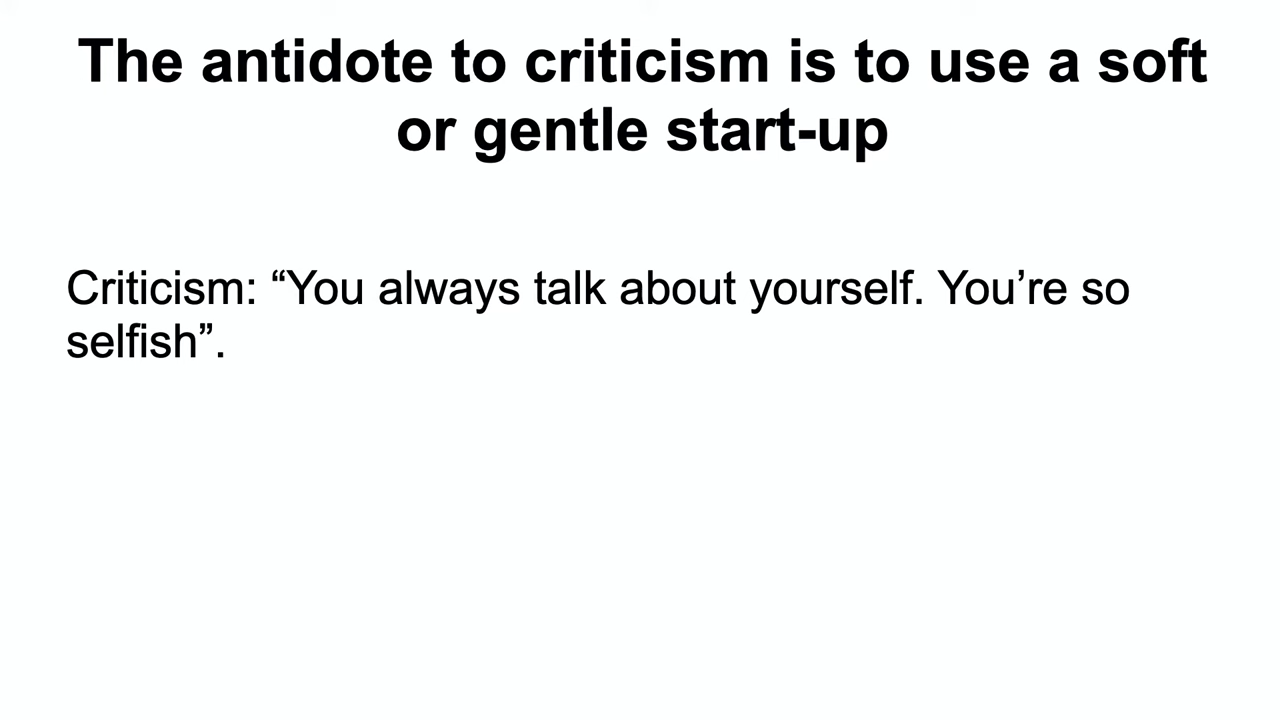 The antidote to criticism is to use a soft
or gentle start-up
Criticism: “You always talk about yourself. You’re so
selfish”.